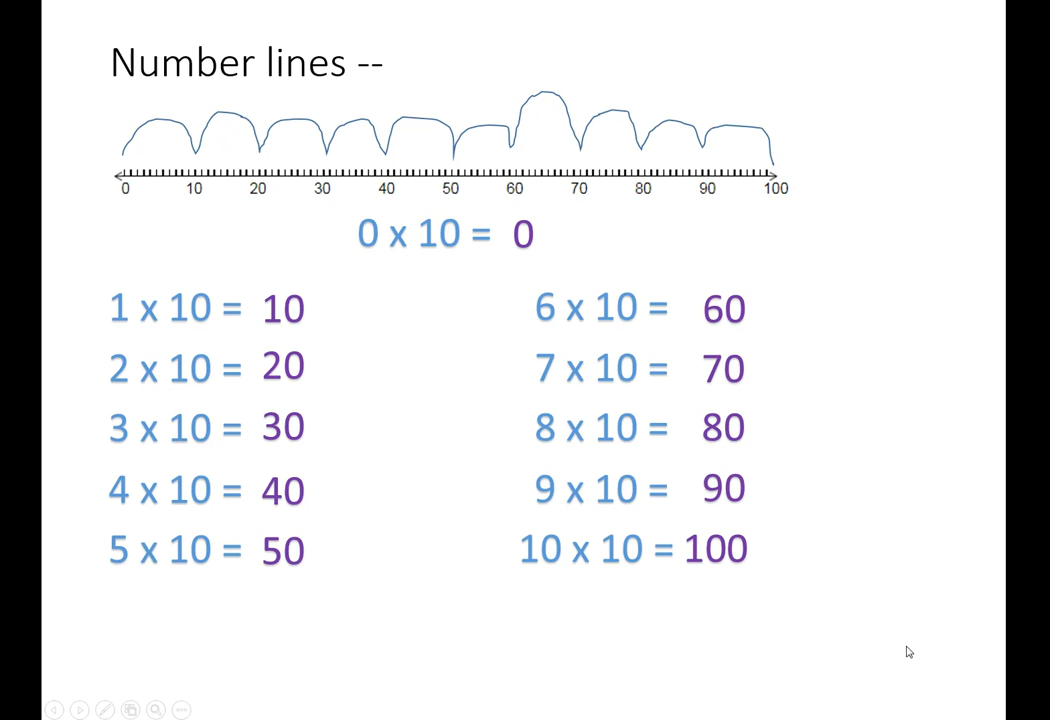 Number lines --
0 10 20 30 40 50 60 70 80 90 100
0 x 10 = 0
1 x 10 = 10
2 x 10 = 20
3 x 10 = 30
4 x 10 = 40
5 x 10 = 50
6 x 10 = 60
7 x 10 = 70
8 x 10 = 80
9 x 10 = 90
10 x 10 = 100